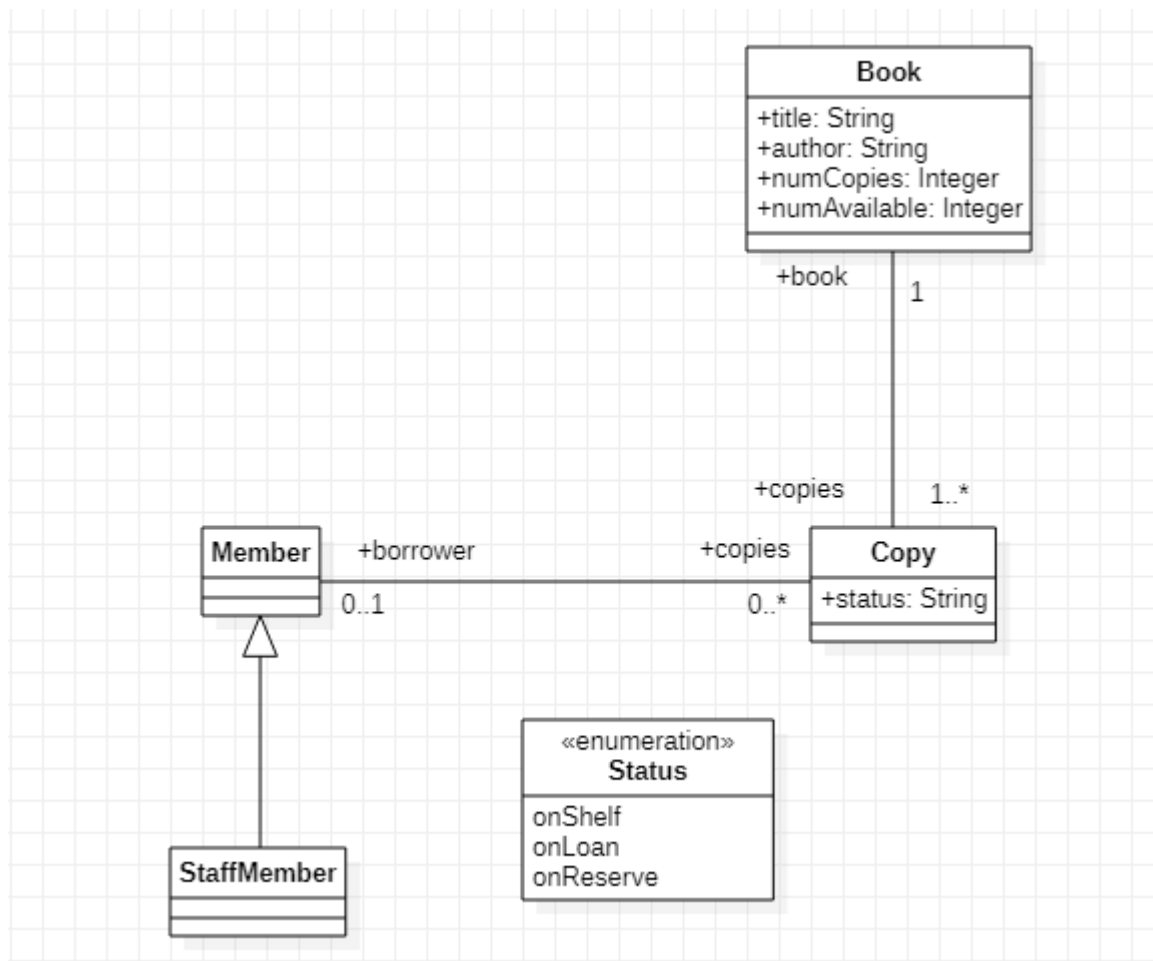 Book
+title: String
+author: String
+numCopies: Integer
+numAvailable: Integer
+book
1
+copies
1..*
Member
+borrower
+copies
Copy
0..1
0..*
+status: String
«enumeration»
Status
onShelf
onLoan
onReserve
StaffMember